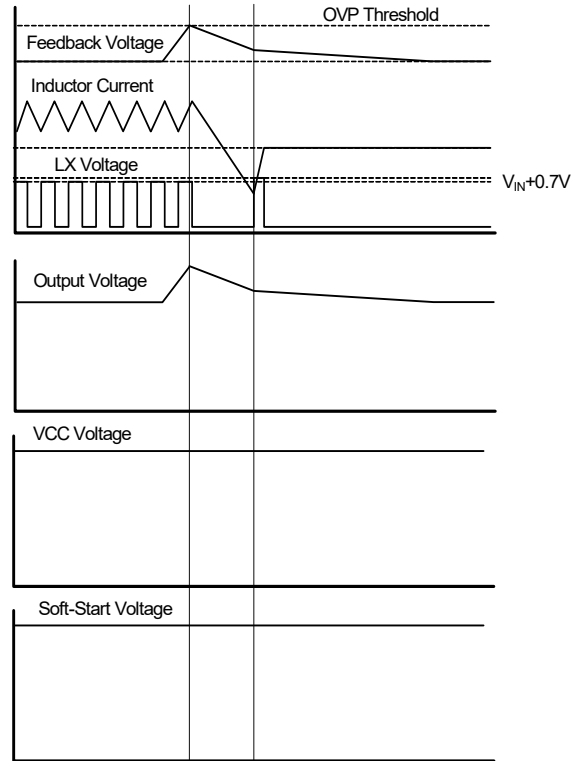 OVP Threshold
Feedback Voltage
Inductor Current
LX Voltage
VIN+0.7V
Output Voltage
VCC Voltage
Soft-Start Voltage